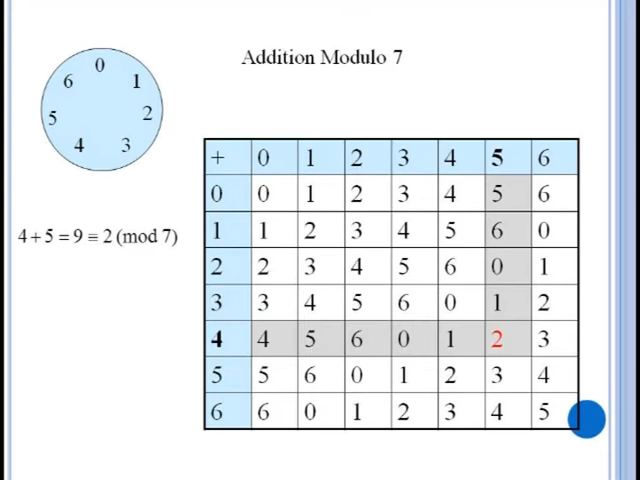 Addition Modulo 7
0
6 1
5 2
4 3
4 + 5 = 9 ≡ 2 (mod 7)
+ 0 1 2 3 4 5 6
0 0 1 2 3 4 5 6
1 1 2 3 4 5 6 0
2 2 3 4 5 6 0 1
3 3 4 5 6 0 1 2
4 4 5 6 0 1 2 3
5 5 6 0 1 2 3 4
6 6 0 1 2 3 4 5